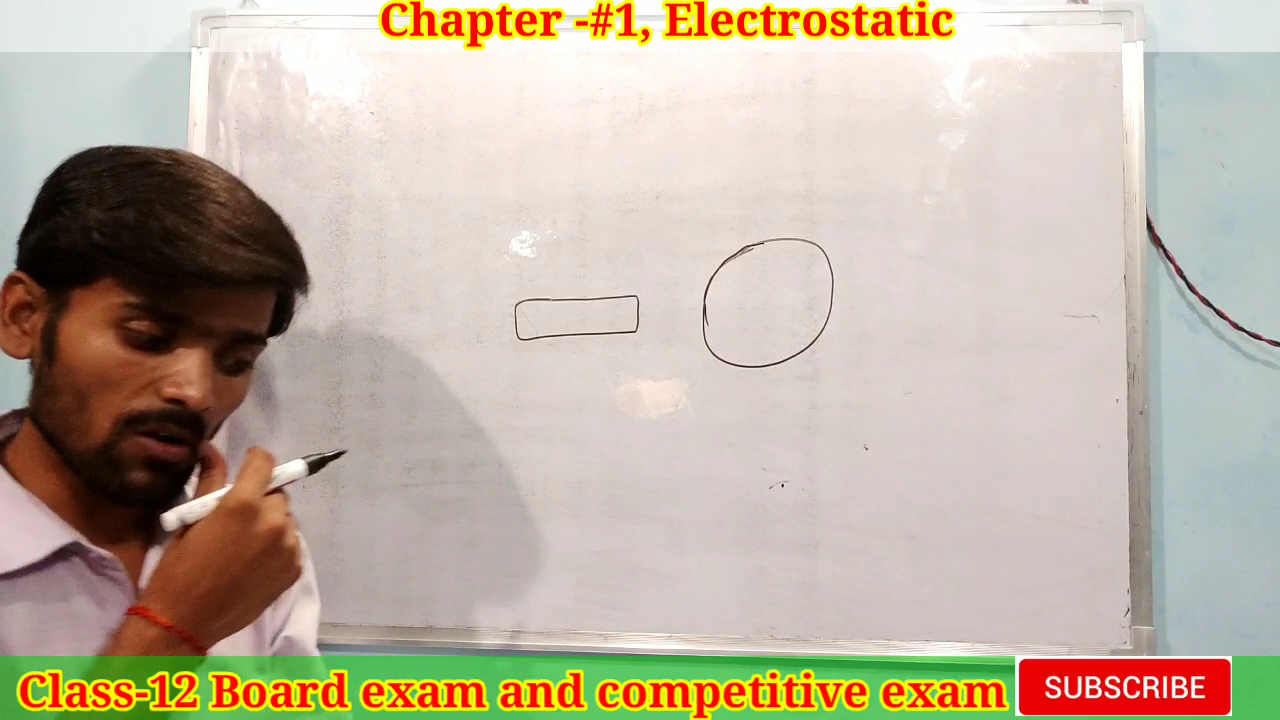 Chapter -#1, Electrostatic
Class-12 Board exam and competitive exam
SUBSCRIBE